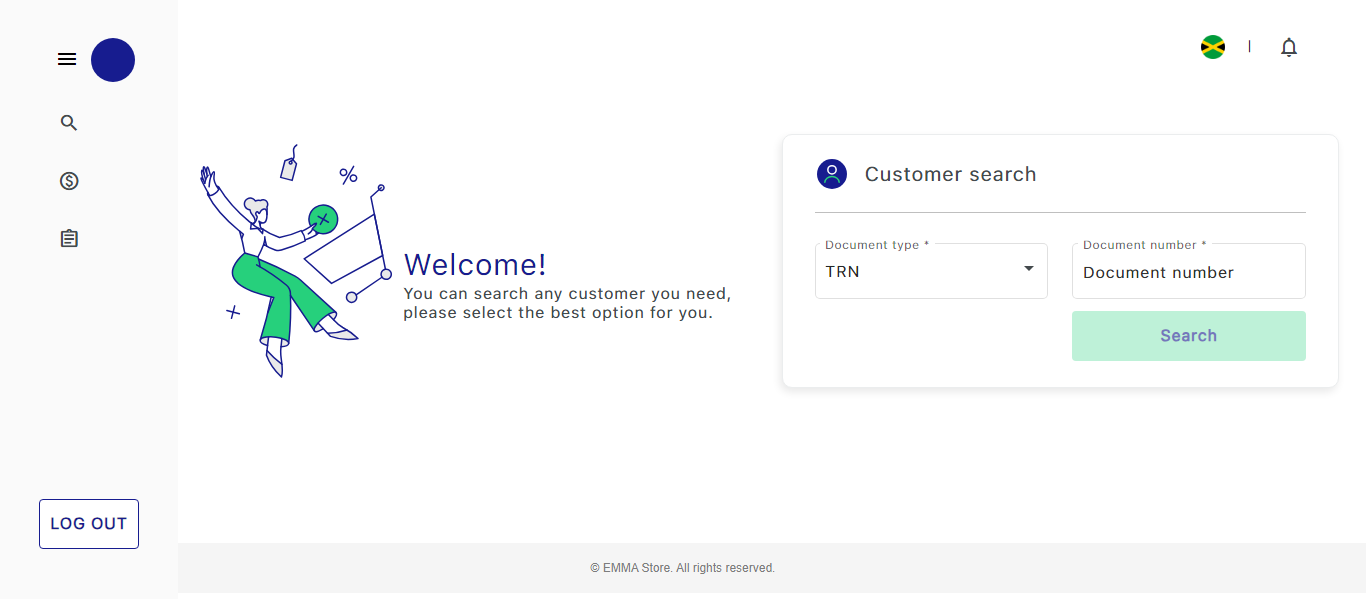 Customer search
Document type *
TRN
Document number *
Document number
Welcome!
You can search any customer you need,
please select the best option for you.
Search
LOG OUT
© EMMA Store. All rights reserved.